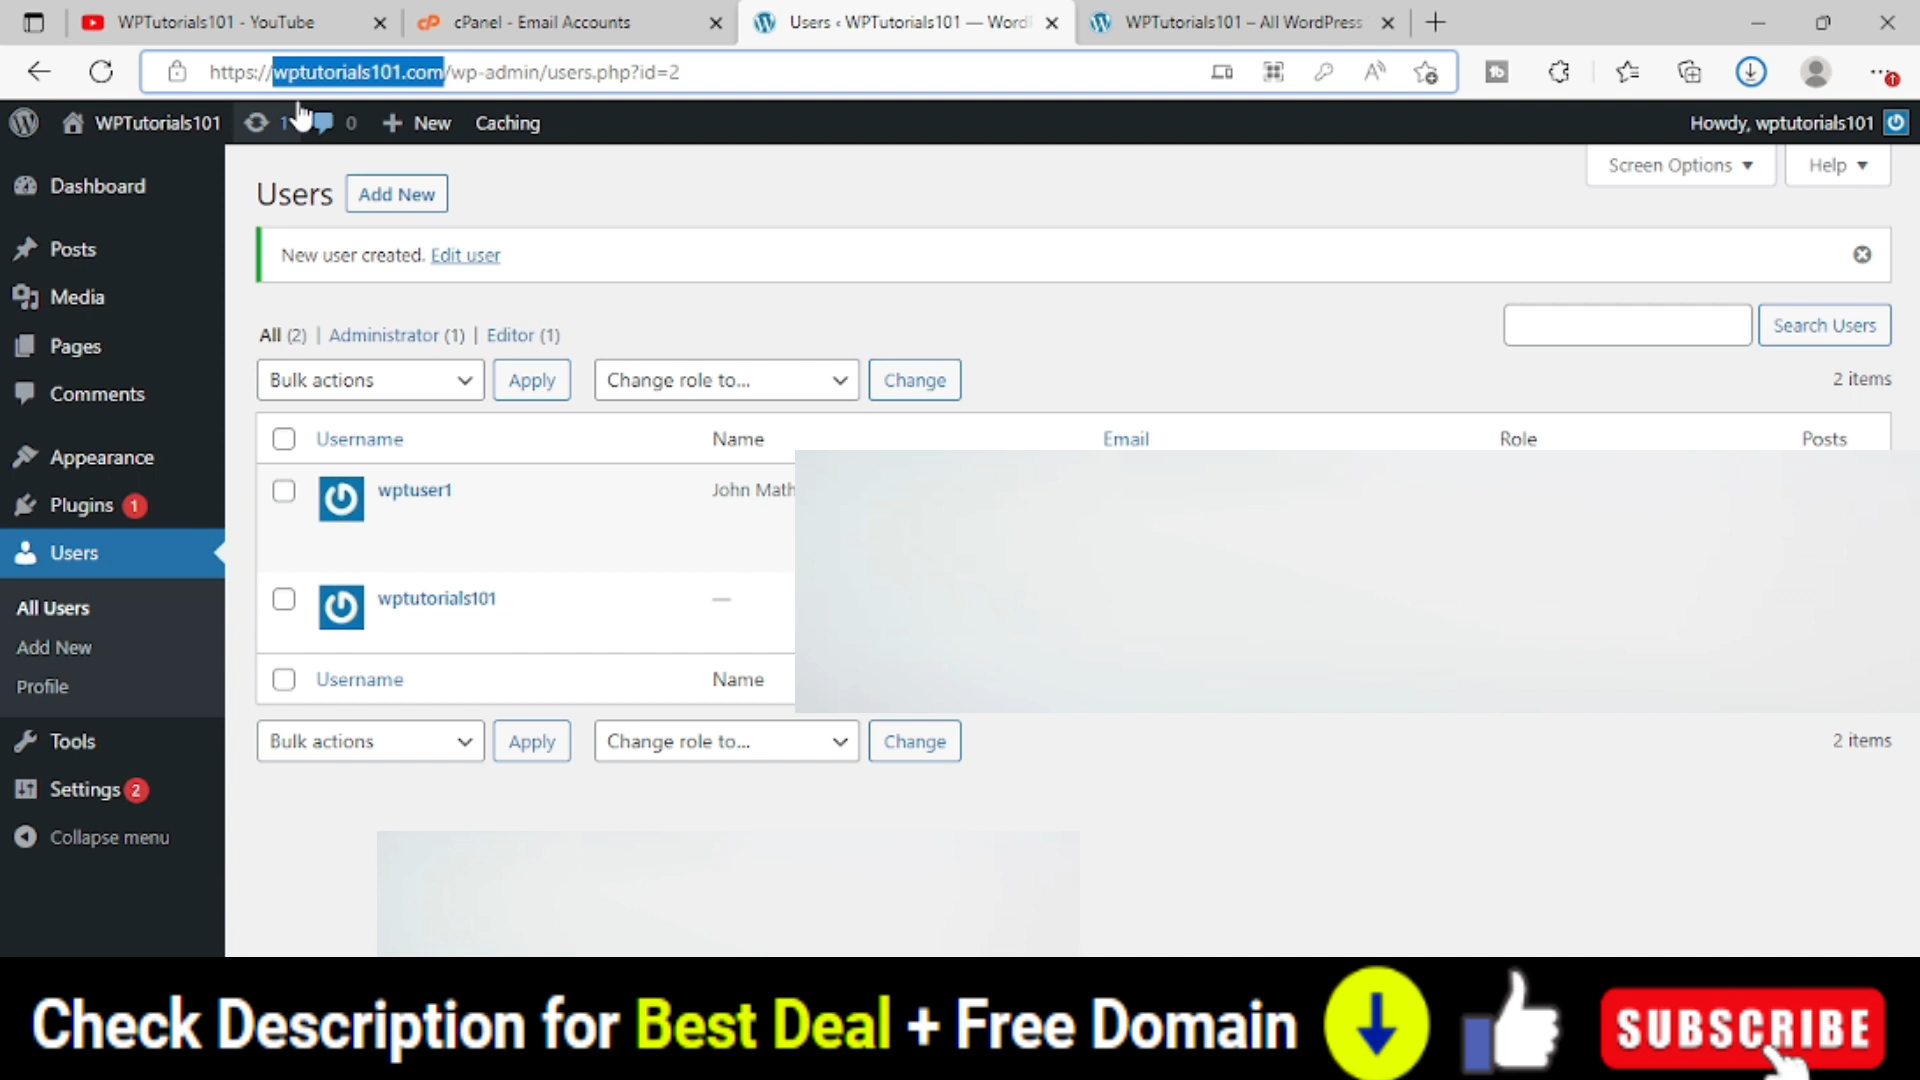 WPTutorials101 - YouTube
cPanel - Email Accounts
Users ‹ WPTutorials101 — Word
WPTutorials101 – All WordPress
https://wptutorials101.com/wp-admin/users.php?id=2
WPTutorials101
1
0
New
Caching
Howdy, wptutorials101
Screen Options
Help
Dashboard
Posts
Media
Pages
Comments
Appearance
Plugins 1
Users
All Users
Add New
Profile
Tools
Settings 2
Collapse menu
Users
Add New
New user created. Edit user
All (2) | Administrator (1) | Editor (1)
Search Users
Bulk actions
Apply
Change role to...
Change
2 items
Username
Name
Email
Role
Posts
wptuser1
John Math
wptutorials101
—
Username
Name
Bulk actions
Apply
Change role to...
Change
2 items
Check Description for Best Deal + Free Domain
SUBSCRIBE